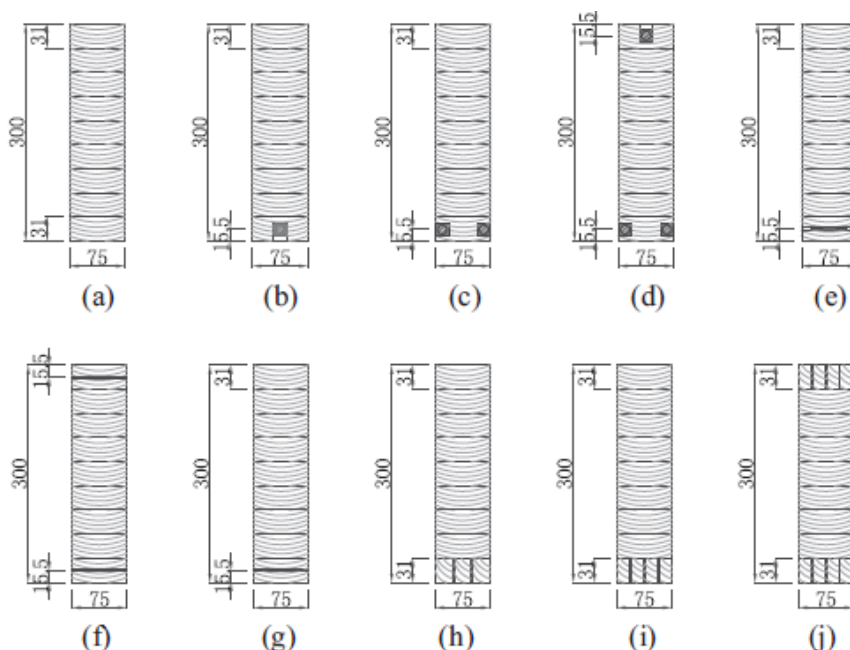 31 31 31 15.5 31
300 300 300 300 300
31 15.5 15.5 15.5 15.5
75 75 75 75 75
(a) (b) (c) (d) (e)
15.5 31 31 31 31
300 300 300 300 300
15.5 15.5 31 31 31
75 75 75 75 75
(f) (g) (h) (i) (j)